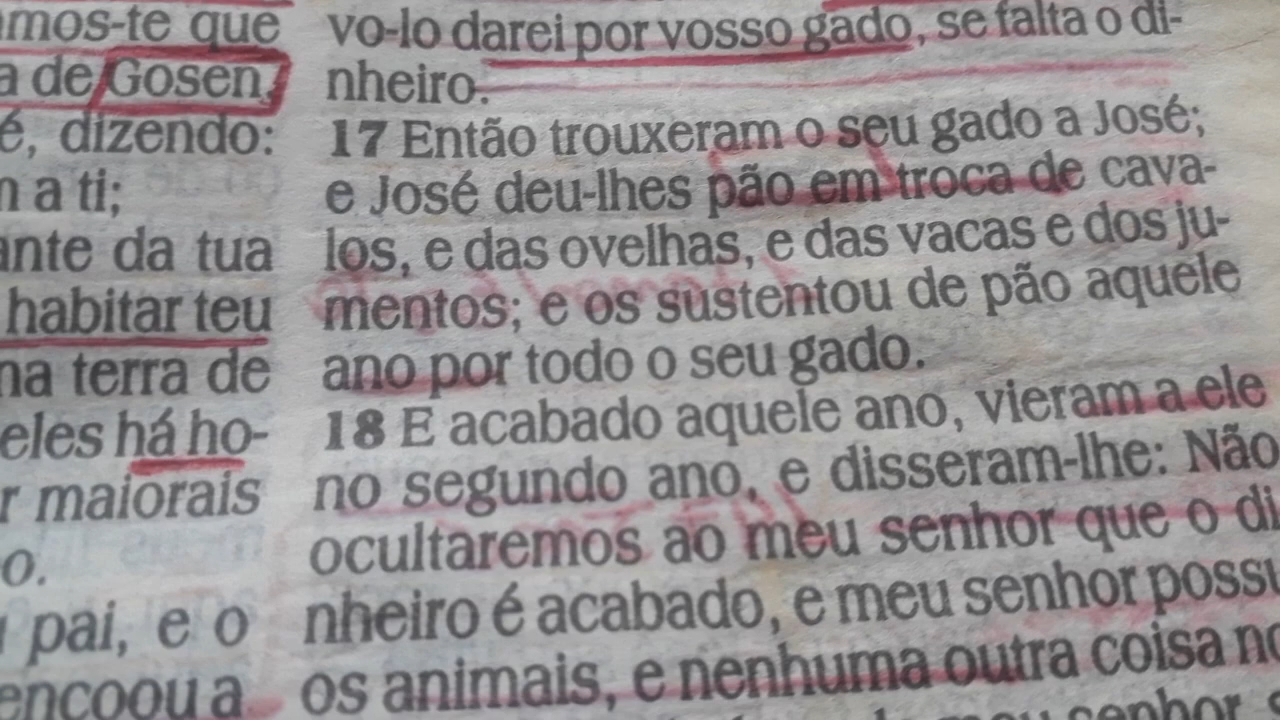 mos-te que
a de Gosen.
é, dizendo:
a ti;
ante da tua
habitar teu
na terra de
eles há ho-
r maiorais
o.
pai, e o
encoou a
vo-lo darei por vosso gado, se falta o di-
nheiro.
17 Então trouxeram o seu gado a José;
e José deu-lhes pão em troca de cava-
los, e das ovelhas, e das vacas e dos ju-
mentos; e os sustentou de pão aquele
ano por todo o seu gado.
18 E acabado aquele ano, vieram a ele
no segundo ano, e disseram-lhe: Não
ocultaremos ao meu senhor que o di
nheiro é acabado, e meu senhor possu
os animais, e nenhuma outra coisa no
meu senhor